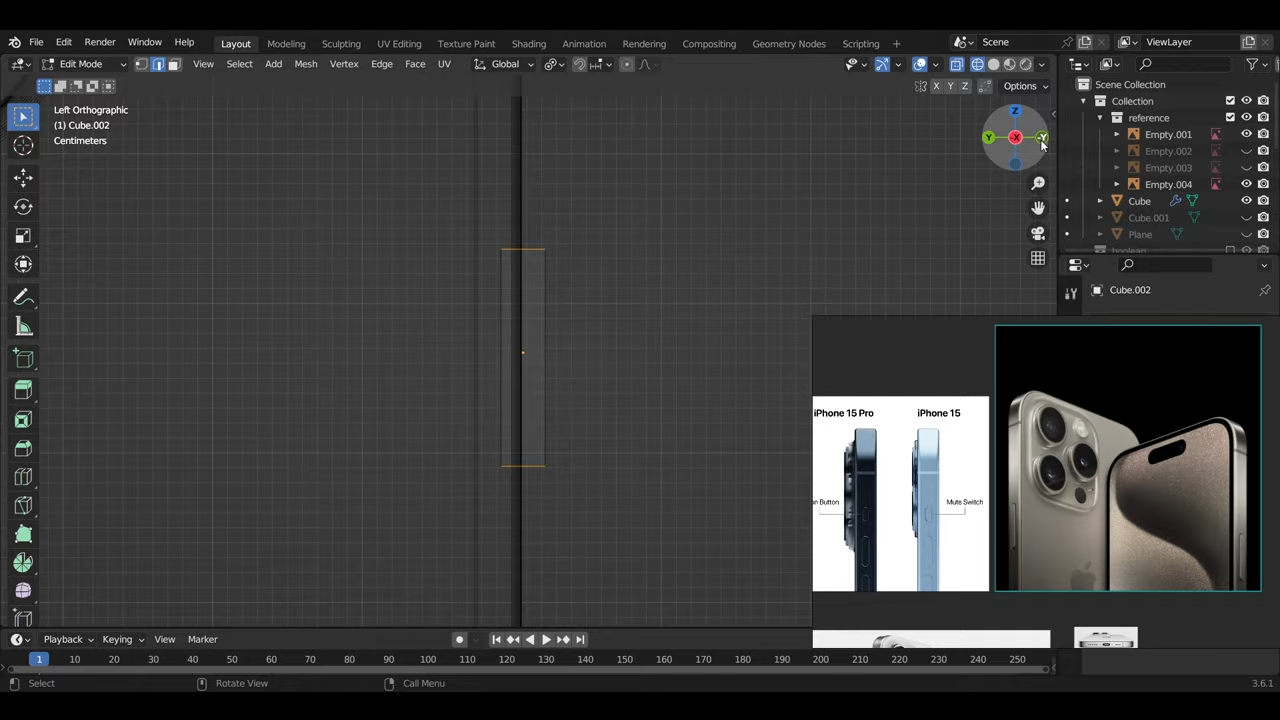 File Edit Render Window Help Layout Modeling Sculpting UV Editing Texture Paint Shading Animation Rendering Compositing Geometry Nodes Scripting + Scene ViewLayer
Edit Mode View Select Add Mesh Vertex Edge Face UV Global
X Y Z Options
Left Orthographic
(1) Cube.002
Centimeters
Z
Y -X -Y
Scene Collection
Collection
reference
Empty.001
Empty.002
Empty.003
Empty.004
Cube
Cube.001
Plane
boolean
Cube.002
iPhone 15 Pro iPhone 15
on Button Mute Switch
Playback Keying View Marker
1 10 20 30 40 50 60 70 80 90 100 110 120 130 140 150 160 170 180 190 200 210 220 230 240 250
Select Rotate View Call Menu 3.6.1